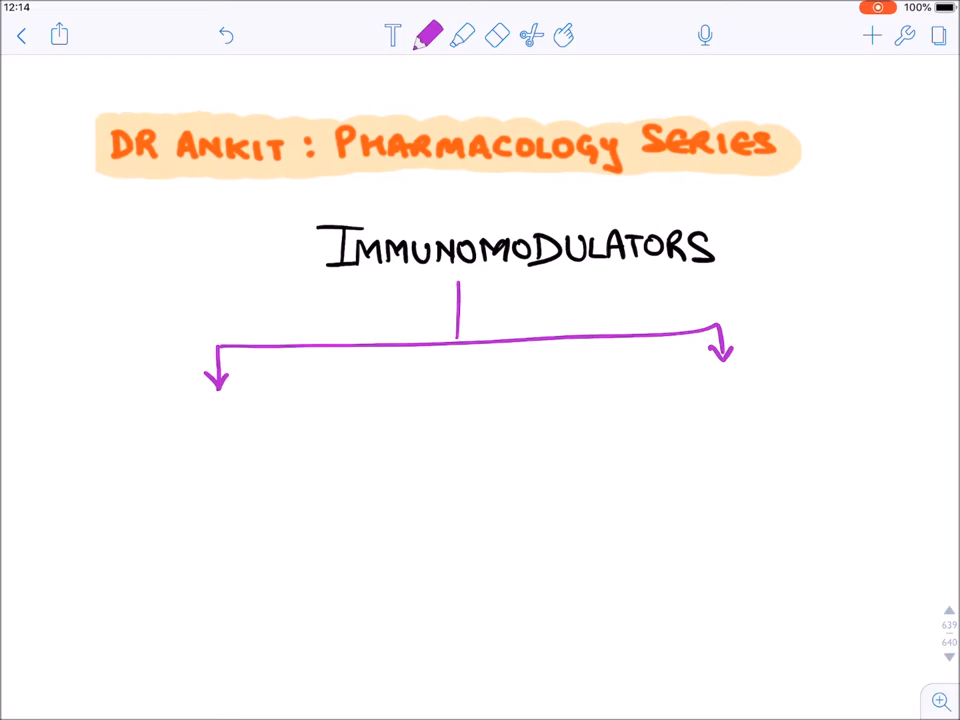 12:14
100%
T
DR ANKIT : PHARMACOLOGY SERIES
IMMUNOMODULATORS
639
640